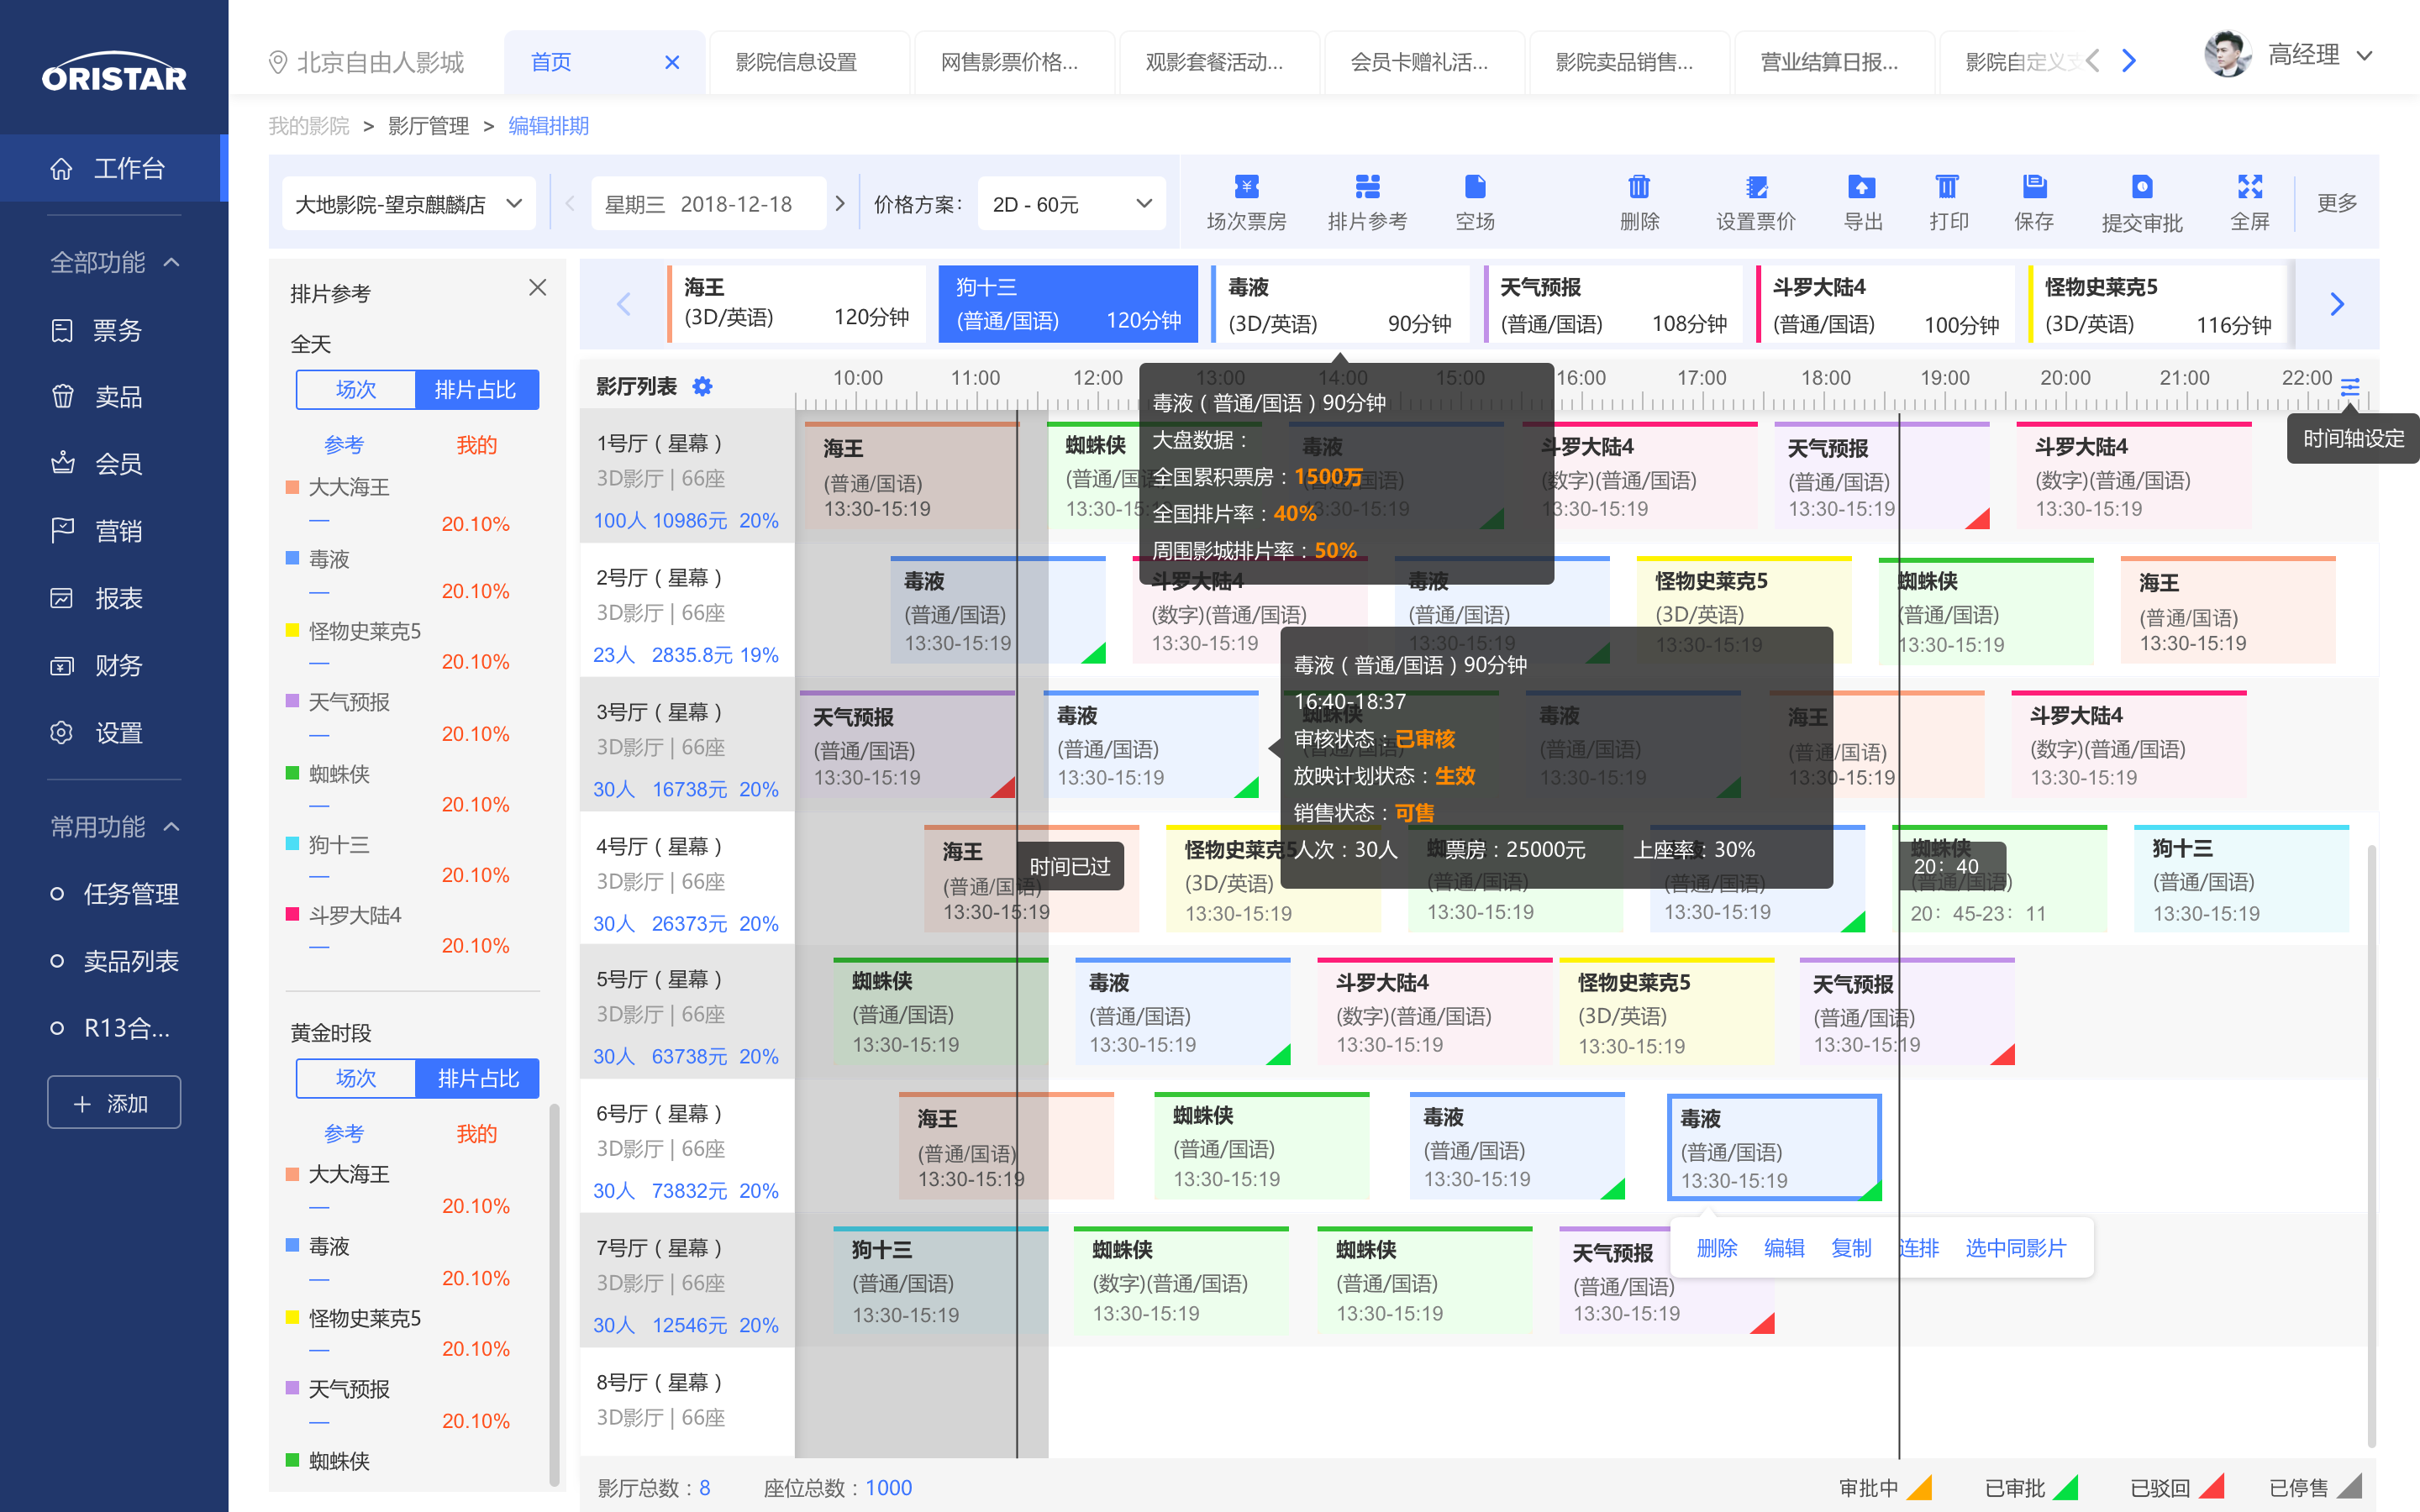 ORISTAR
工作台
全部功能
票务
卖品
会员
营销
报表
财务
设置
常用功能
任务管理
卖品列表
R13合...
添加
北京自由人影城
首页
影院信息设置
网售影票价格...
观影套餐活动...
会员卡赠礼活...
影院卖品销售...
营业结算日报...
影院自定义支
高经理
我的影院 > 影厅管理 > 编辑排期
大地影院-望京麒麟店
星期三 2018-12-18
价格方案：
2D - 60元
场次票房
排片参考
空场
删除
设置票价
导出
打印
保存
提交审批
全屏
更多
排片参考
全天
场次 排片占比
参考 我的
大大海王
— 20.10%
毒液
— 20.10%
怪物史莱克5
— 20.10%
天气预报
— 20.10%
蜘蛛侠
— 20.10%
狗十三
— 20.10%
斗罗大陆4
— 20.10%
黄金时段
场次 排片占比
参考 我的
大大海王
— 20.10%
毒液
— 20.10%
怪物史莱克5
— 20.10%
天气预报
— 20.10%
蜘蛛侠
海王
(3D/英语) 120分钟
狗十三
(普通/国语) 120分钟
毒液
(3D/英语) 90分钟
天气预报
(普通/国语) 108分钟
斗罗大陆4
(普通/国语) 100分钟
怪物史莱克5
(3D/英语) 116分钟
影厅列表
10:00 11:00 12:00 13:00 14:00 15:00 16:00 17:00 18:00 19:00 20:00 21:00 22:00
时间轴设定
毒液（普通/国语）90分钟
大盘数据：
全国累积票房：1500万
全国排片率：40%
周围影城排片率：50%
1号厅（星幕）
3D影厅 | 66座
100人 10986元 20%
海王
(普通/国语)
13:30-15:19
蜘蛛侠
(普通/国语
13:30-15:
毒液
13:30-15:19
斗罗大陆4
(数字)(普通/国语)
13:30-15:19
天气预报
(普通/国语)
13:30-15:19
斗罗大陆4
(数字)(普通/国语)
13:30-15:19
2号厅（星幕）
3D影厅 | 66座
23人 2835.8元 19%
毒液
(普通/国语)
13:30-15:19
斗罗大陆4
(数字)(普通/国语)
13:30-15:19
毒液
(普通/国语)
13:30-15:19
怪物史莱克5
(3D/英语)
13:30-15:19
蜘蛛侠
(普通/国语)
13:30-15:19
海王
(普通/国语)
13:30-15:19
3号厅（星幕）
3D影厅 | 66座
30人 16738元 20%
天气预报
(普通/国语)
13:30-15:19
毒液
(普通/国语)
13:30-15:19
蜘蛛侠
毒液
(普通/国语)
13:30-15:19
海王
(普通/国语)
13:30-15:19
斗罗大陆4
(数字)(普通/国语)
13:30-15:19
毒液（普通/国语）90分钟
16:40-18:37
审核状态：已审核
放映计划状态：生效
销售状态：可售
人次：30人 票房：25000元 上座率：30%
4号厅（星幕）
3D影厅 | 66座
30人 26373元 20%
海王
(普通/国语)
13:30-15:19
时间已过
怪物史莱克5
(3D/英语)
13:30-15:19
(普通/国语)
13:30-15:19
(普通/国语)
13:30-15:19
蜘蛛侠
(普通/国语)
20：45-23：11
20：40
狗十三
(普通/国语)
13:30-15:19
5号厅（星幕）
3D影厅 | 66座
30人 63738元 20%
蜘蛛侠
(普通/国语)
13:30-15:19
毒液
(普通/国语)
13:30-15:19
斗罗大陆4
(数字)(普通/国语)
13:30-15:19
怪物史莱克5
(3D/英语)
13:30-15:19
天气预报
(普通/国语)
13:30-15:19
6号厅（星幕）
3D影厅 | 66座
30人 73832元 20%
海王
(普通/国语)
13:30-15:19
蜘蛛侠
(普通/国语)
13:30-15:19
毒液
(普通/国语)
13:30-15:19
毒液
(普通/国语)
13:30-15:19
删除 编辑 复制 连排 选中同影片
7号厅（星幕）
3D影厅 | 66座
30人 12546元 20%
狗十三
(普通/国语)
13:30-15:19
蜘蛛侠
(数字)(普通/国语)
13:30-15:19
蜘蛛侠
(普通/国语)
13:30-15:19
天气预报
(普通/国语)
13:30-15:19
8号厅（星幕）
3D影厅 | 66座
影厅总数：8 座位总数：1000
审批中 已审批 已驳回 已停售